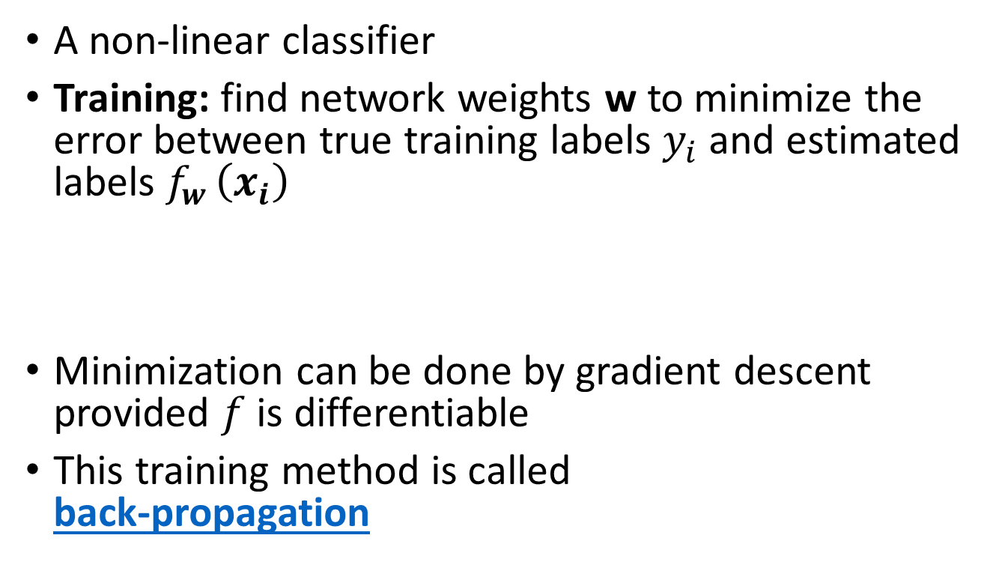 • A non-linear classifier
• Training: find network weights w to minimize the
error between true training labels yᵢ and estimated
labels f_w (xᵢ)
• Minimization can be done by gradient descent
provided f is differentiable
• This training method is called
back-propagation